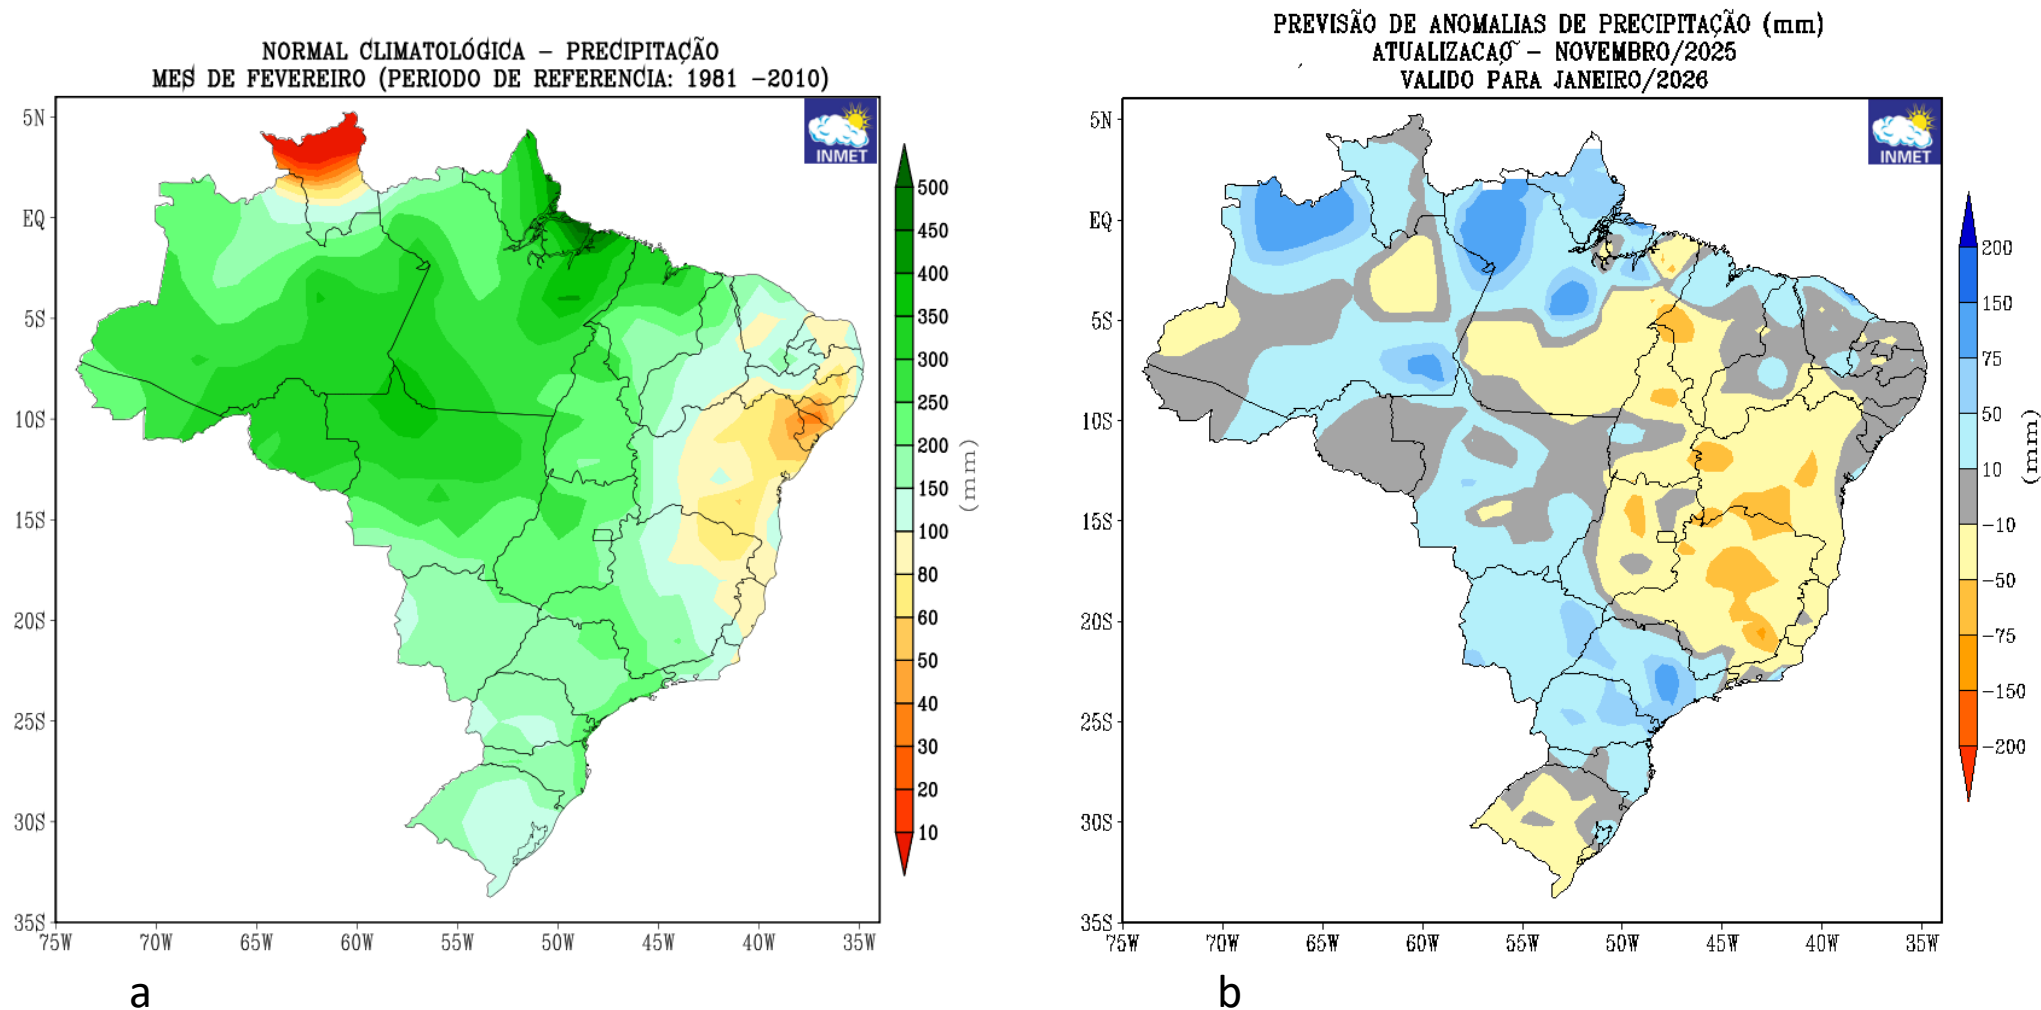 NORMAL CLIMATOLÓGICA – PRECIPITAÇÃO
MES DE FEVEREIRO (PERIODO DE REFERENCIA: 1981 –2010)
INMET
5N
EQ
5S
10S
15S
20S
25S
30S
35S
75W 70W 65W 60W 55W 50W 45W 40W 35W
500
450
400
350
300
250
200
150
100
80
60
50
40
30
20
10
(mm)
a
PREVISÃO DE ANOMALIAS DE PRECIPITAÇÃO (mm)
ATUALIZACAO~ – NOVEMBRO/2025
VALIDO PARA JANEIRO/2026
INMET
5N
EQ
5S
10S
15S
20S
25S
30S
35S
75W 70W 65W 60W 55W 50W 45W 40W 35W
200
150
75
50
10
–10
–50
–75
–150
–200
(mm)
b